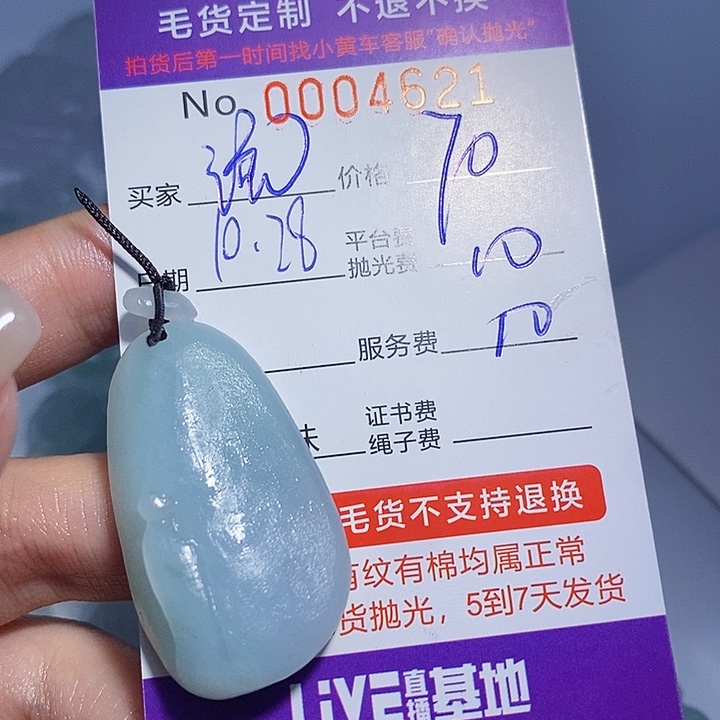 毛货定制 不退不换
拍货后第一时间找小黄车客服"确认抛光"
No 0004621
买家 价格 70
日期 10.28 平台费
抛光费 10
服务费 10
证书费
绳子费
毛货不支持退换
有纹有棉均属正常
货抛光，5到7天发货
LiVE直播基地